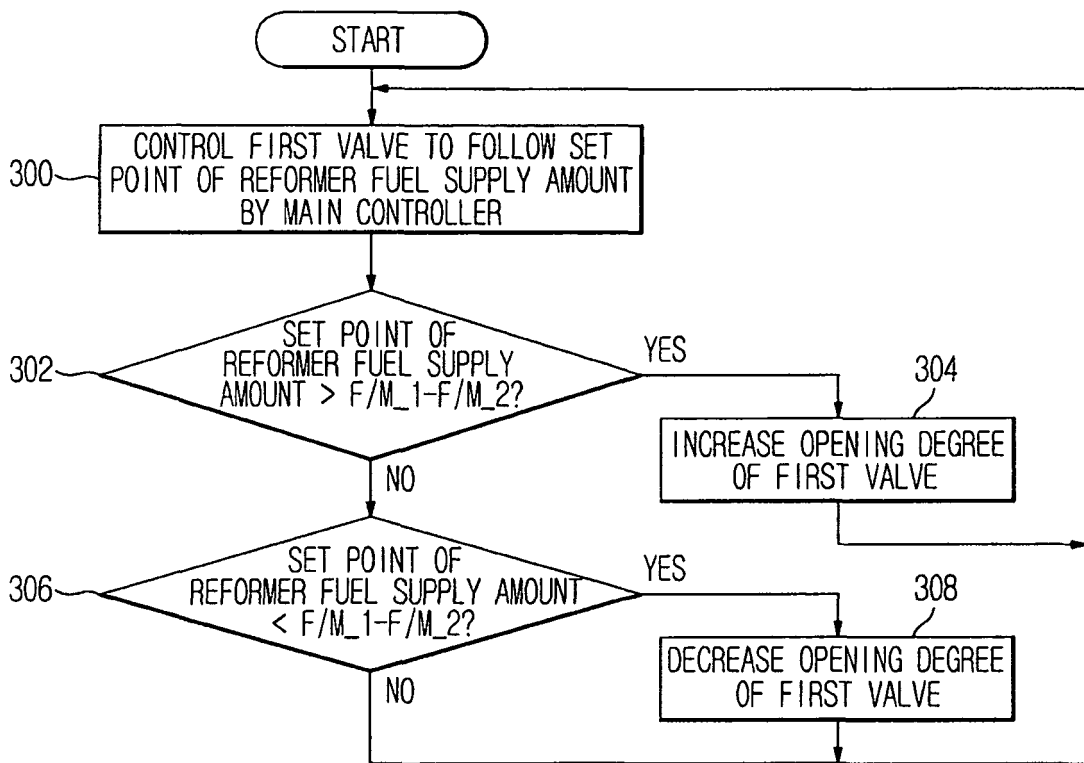 START
300
CONTROL FIRST VALVE TO FOLLOW SET
POINT OF REFORMER FUEL SUPPLY AMOUNT
BY MAIN CONTROLLER
302
SET POINT OF
REFORMER FUEL SUPPLY
AMOUNT > F/M_1-F/M_2?
YES
304
INCREASE OPENING DEGREE
OF FIRST VALVE
NO
306
SET POINT OF
REFORMER FUEL SUPPLY AMOUNT
< F/M_1-F/M_2?
YES
308
DECREASE OPENING DEGREE
OF FIRST VALVE
NO